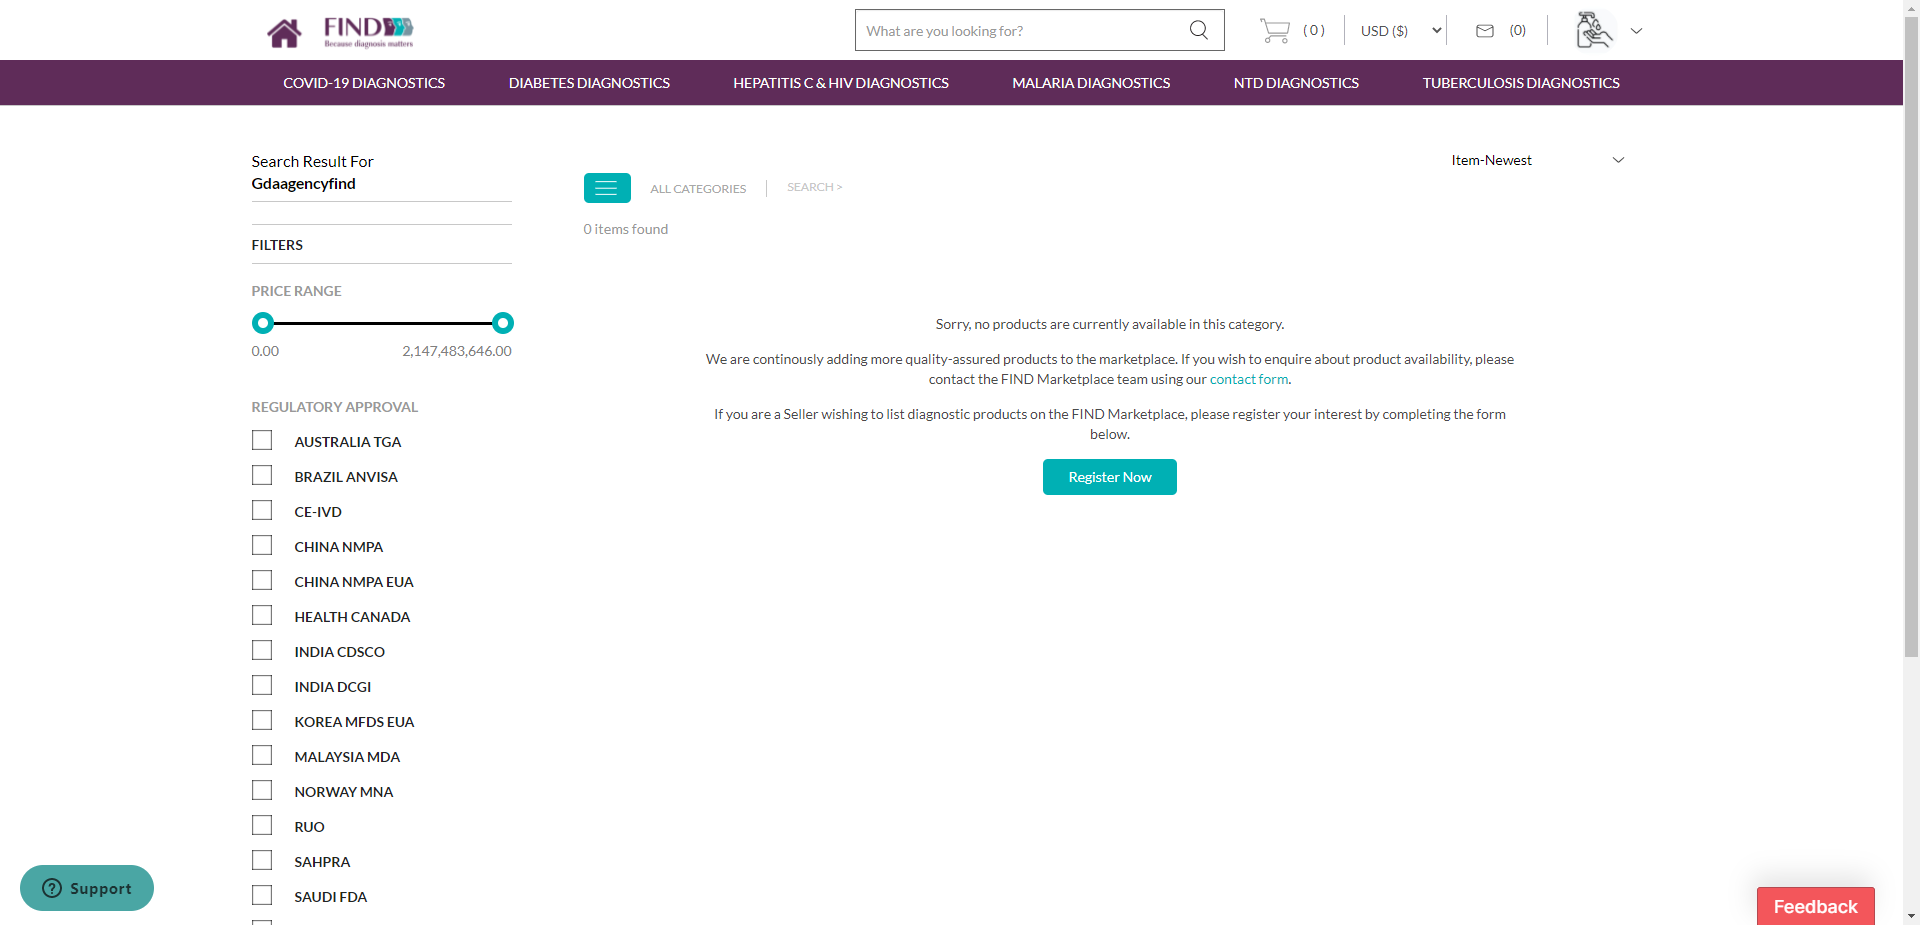 FIND
Because diagnosis matters
What are you looking for?
( 0 )
USD ($)
(0)
COVID-19 DIAGNOSTICS
DIABETES DIAGNOSTICS
HEPATITIS C & HIV DIAGNOSTICS
MALARIA DIAGNOSTICS
NTD DIAGNOSTICS
TUBERCULOSIS DIAGNOSTICS
Search Result For
Gdaagencyfind
Item-Newest
ALL CATEGORIES
SEARCH >
0 items found
FILTERS
PRICE RANGE
0.00
2,147,483,646.00
Sorry, no products are currently available in this category.
We are continously adding more quality-assured products to the marketplace. If you wish to enquire about product availability, please
contact the FIND Marketplace team using our contact form.
If you are a Seller wishing to list diagnostic products on the FIND Marketplace, please register your interest by completing the form
below.
Register Now
REGULATORY APPROVAL
AUSTRALIA TGA
BRAZIL ANVISA
CE-IVD
CHINA NMPA
CHINA NMPA EUA
HEALTH CANADA
INDIA CDSCO
INDIA DCGI
KOREA MFDS EUA
MALAYSIA MDA
NORWAY MNA
RUO
SAHPRA
SAUDI FDA
Support
Feedback